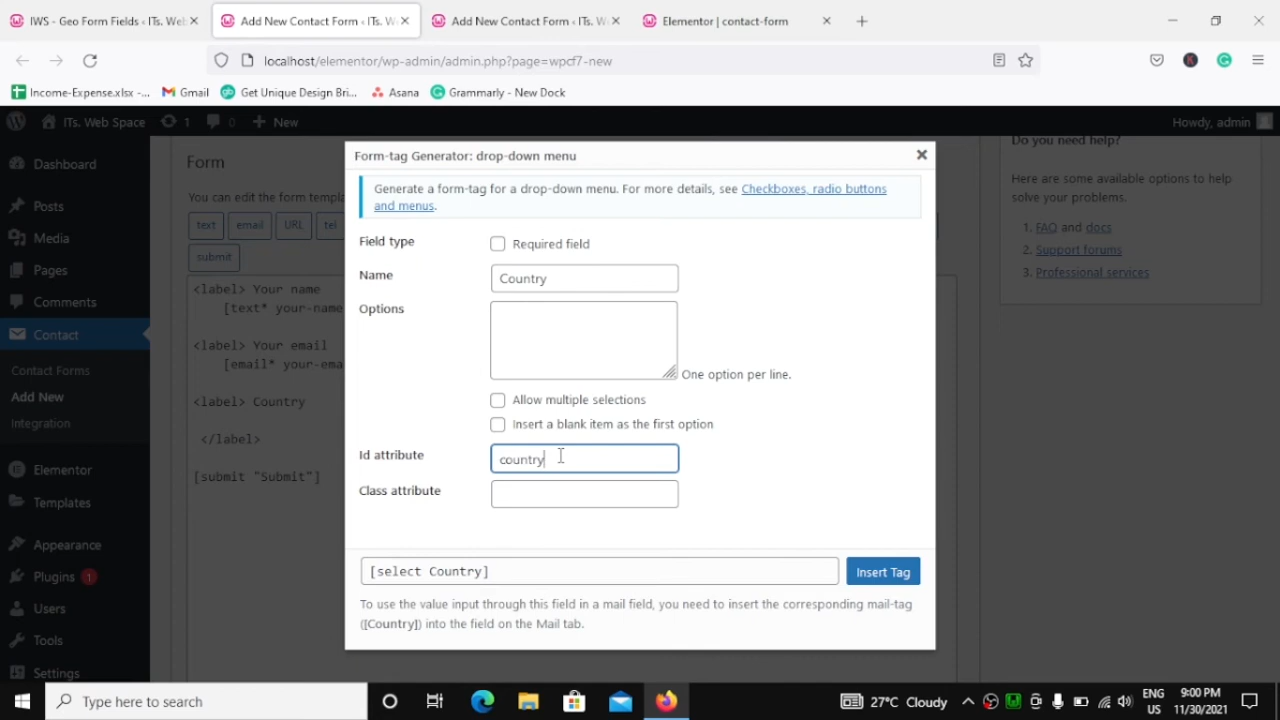 IWS - Geo Form Fields ‹ ITs. Web
Add New Contact Form ‹ ITs. W
Add New Contact Form ‹ ITs. W
Elementor | contact-form
localhost/elementor/wp-admin/admin.php?page=wpcf7-new
Income-Expense.xlsx -...
Gmail
Get Unique Design Bri...
Asana
Grammarly - New Dock
ITs. Web Space
1
0
New
Howdy, admin
Dashboard
Posts
Media
Pages
Comments
Contact
Contact Forms
Add New
Integration
Elementor
Templates
Appearance
Plugins 1
Users
Tools
Settings
Form
You can edit the form templ
text
email
URL
tel
submit
<label> Your name
[text* your-name
<label> Your email
[email* your-ema
<label> Country
</label>
[submit "Submit"]
Form-tag Generator: drop-down menu
Generate a form-tag for a drop-down menu. For more details, see Checkboxes, radio buttons
and menus.
Field type
Required field
Name
Country
Options
One option per line.
Allow multiple selections
Insert a blank item as the first option
Id attribute
country
Class attribute
[select Country]
Insert Tag
To use the value input through this field in a mail field, you need to insert the corresponding mail-tag
([Country]) into the field on the Mail tab.
Do you need help?
Here are some available options to help
solve your problems.
1. FAQ and docs
2. Support forums
3. Professional services
Type here to search
27°C Cloudy
ENG
US
9:00 PM
11/30/2021